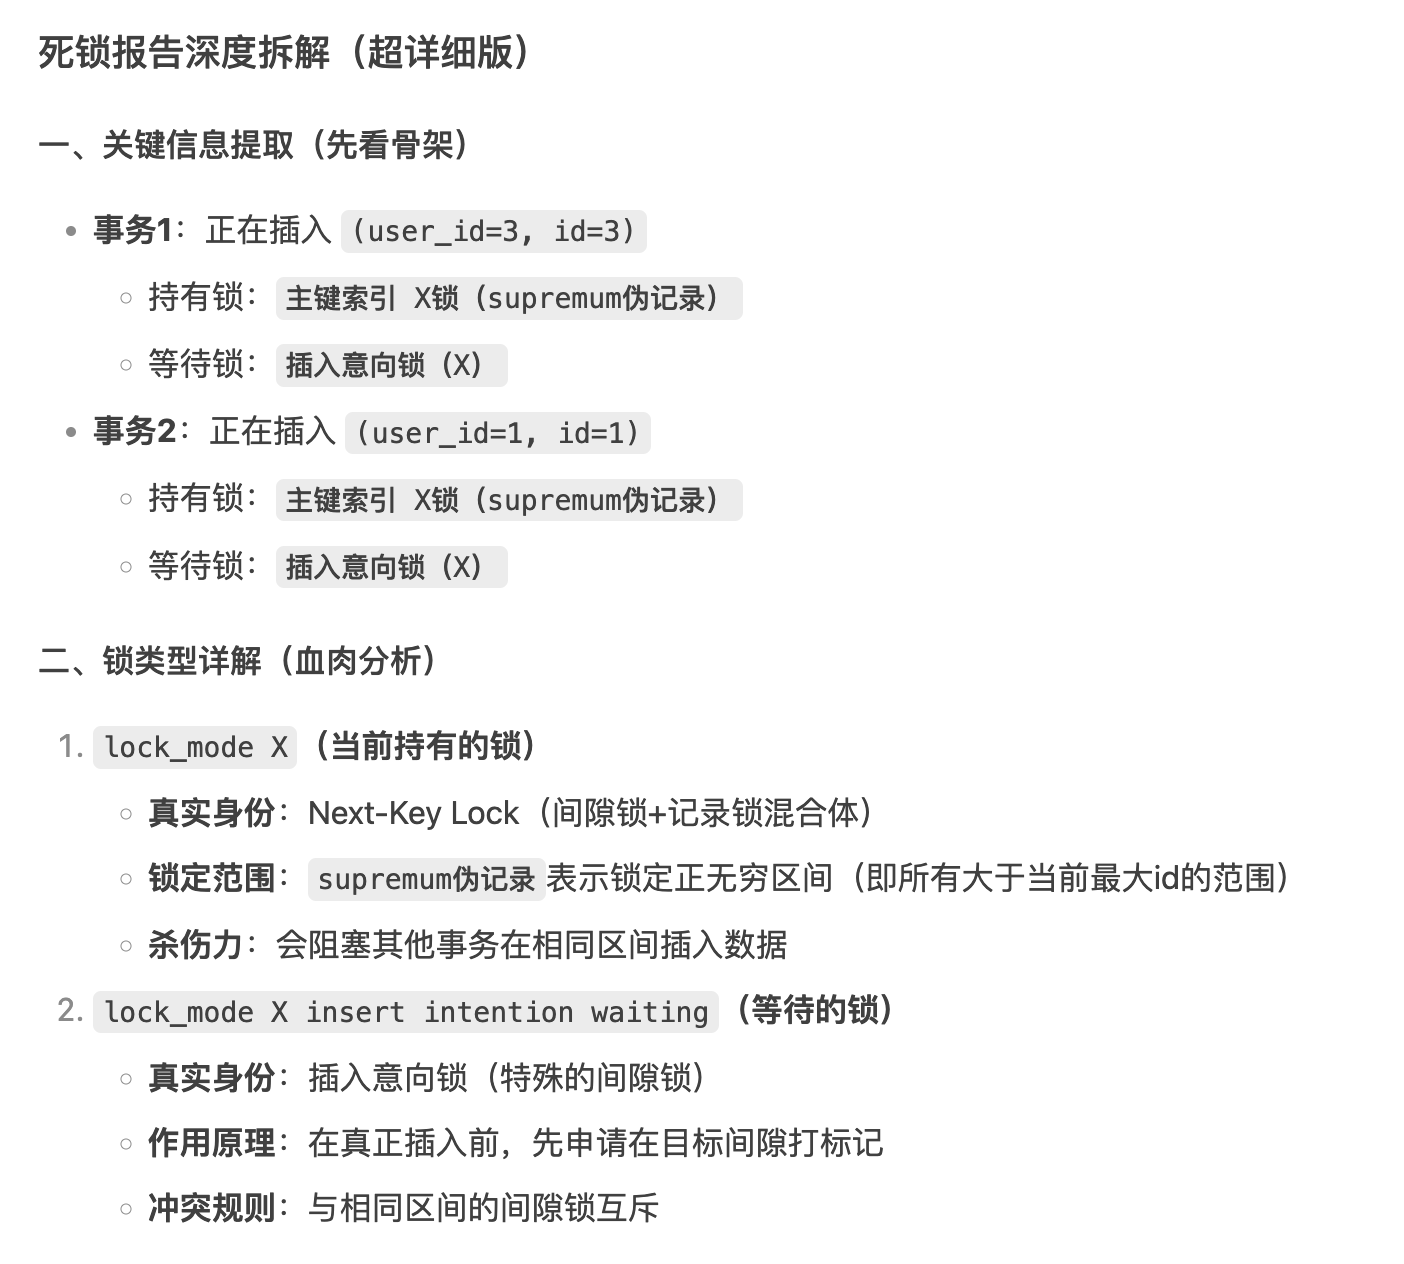 死锁报告深度拆解（超详细版）
一、关键信息提取（先看骨架）
• 事务1：正在插入 (user_id=3, id=3)
◦ 持有锁：主键索引 X锁（supremum伪记录）
◦ 等待锁：插入意向锁（X）
• 事务2：正在插入 (user_id=1, id=1)
◦ 持有锁：主键索引 X锁（supremum伪记录）
◦ 等待锁：插入意向锁（X）
二、锁类型详解（血肉分析）
1. lock_mode X（当前持有的锁）
◦ 真实身份：Next-Key Lock（间隙锁+记录锁混合体）
◦ 锁定范围：supremum伪记录表示锁定正无穷区间（即所有大于当前最大id的范围）
◦ 杀伤力：会阻塞其他事务在相同区间插入数据
2. lock_mode X insert intention waiting（等待的锁）
◦ 真实身份：插入意向锁（特殊的间隙锁）
◦ 作用原理：在真正插入前，先申请在目标间隙打标记
◦ 冲突规则：与相同区间的间隙锁互斥